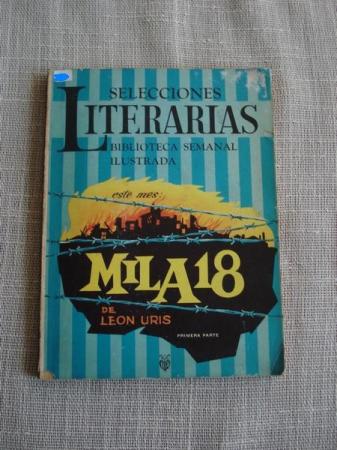 SELECCIONES
LITERARIAS
BIBLIOTECA SEMANAL
ILUSTRADA
este mes:
MILA 18
DE
LEON URIS
PRIMERA PARTE